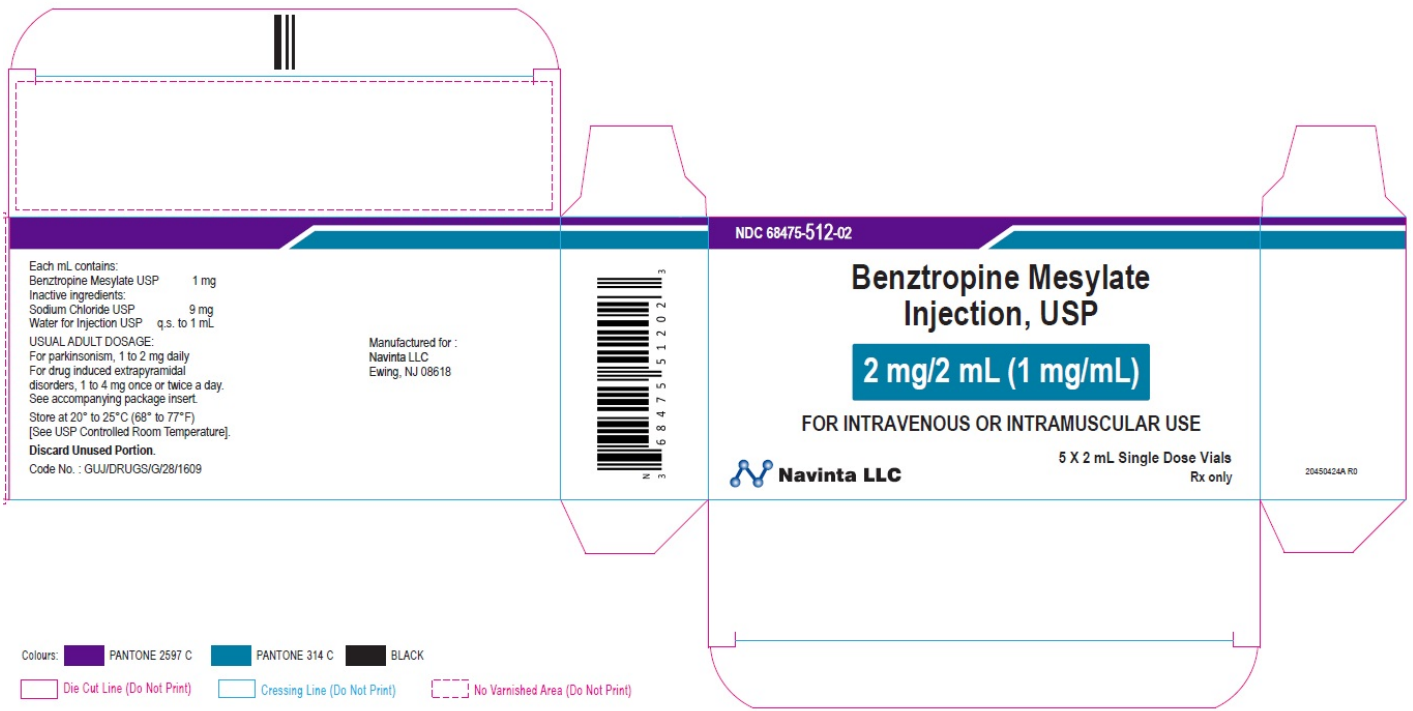 Each mL contains:
Benztropine Mesylate USP 1 mg
Inactive ingredients:
Sodium Chloride USP 9 mg
Water for Injection USP q.s. to 1 mL
USUAL ADULT DOSAGE:
For parkinsonism, 1 to 2 mg daily
For drug induced extrapyramidal
disorders, 1 to 4 mg once or twice a day.
See accompanying package insert.
Store at 20° to 25°C (68° to 77°F)
[See USP Controlled Room Temperature].
Discard Unused Portion.
Code No. : GUJ/DRUGS/G/28/1609
Manufactured for :
Navinta LLC
Ewing, NJ 08618
N
3 68475 51202 3
NDC 68475-512-02
Benztropine Mesylate
Injection, USP
2 mg/2 mL (1 mg/mL)
FOR INTRAVENOUS OR INTRAMUSCULAR USE
5 X 2 mL Single Dose Vials
Rx only
Navinta LLC
20450424A R0
Colours: PANTONE 2597 C PANTONE 314 C BLACK
Die Cut Line (Do Not Print) Cressing Line (Do Not Print) No Varnished Area (Do Not Print)